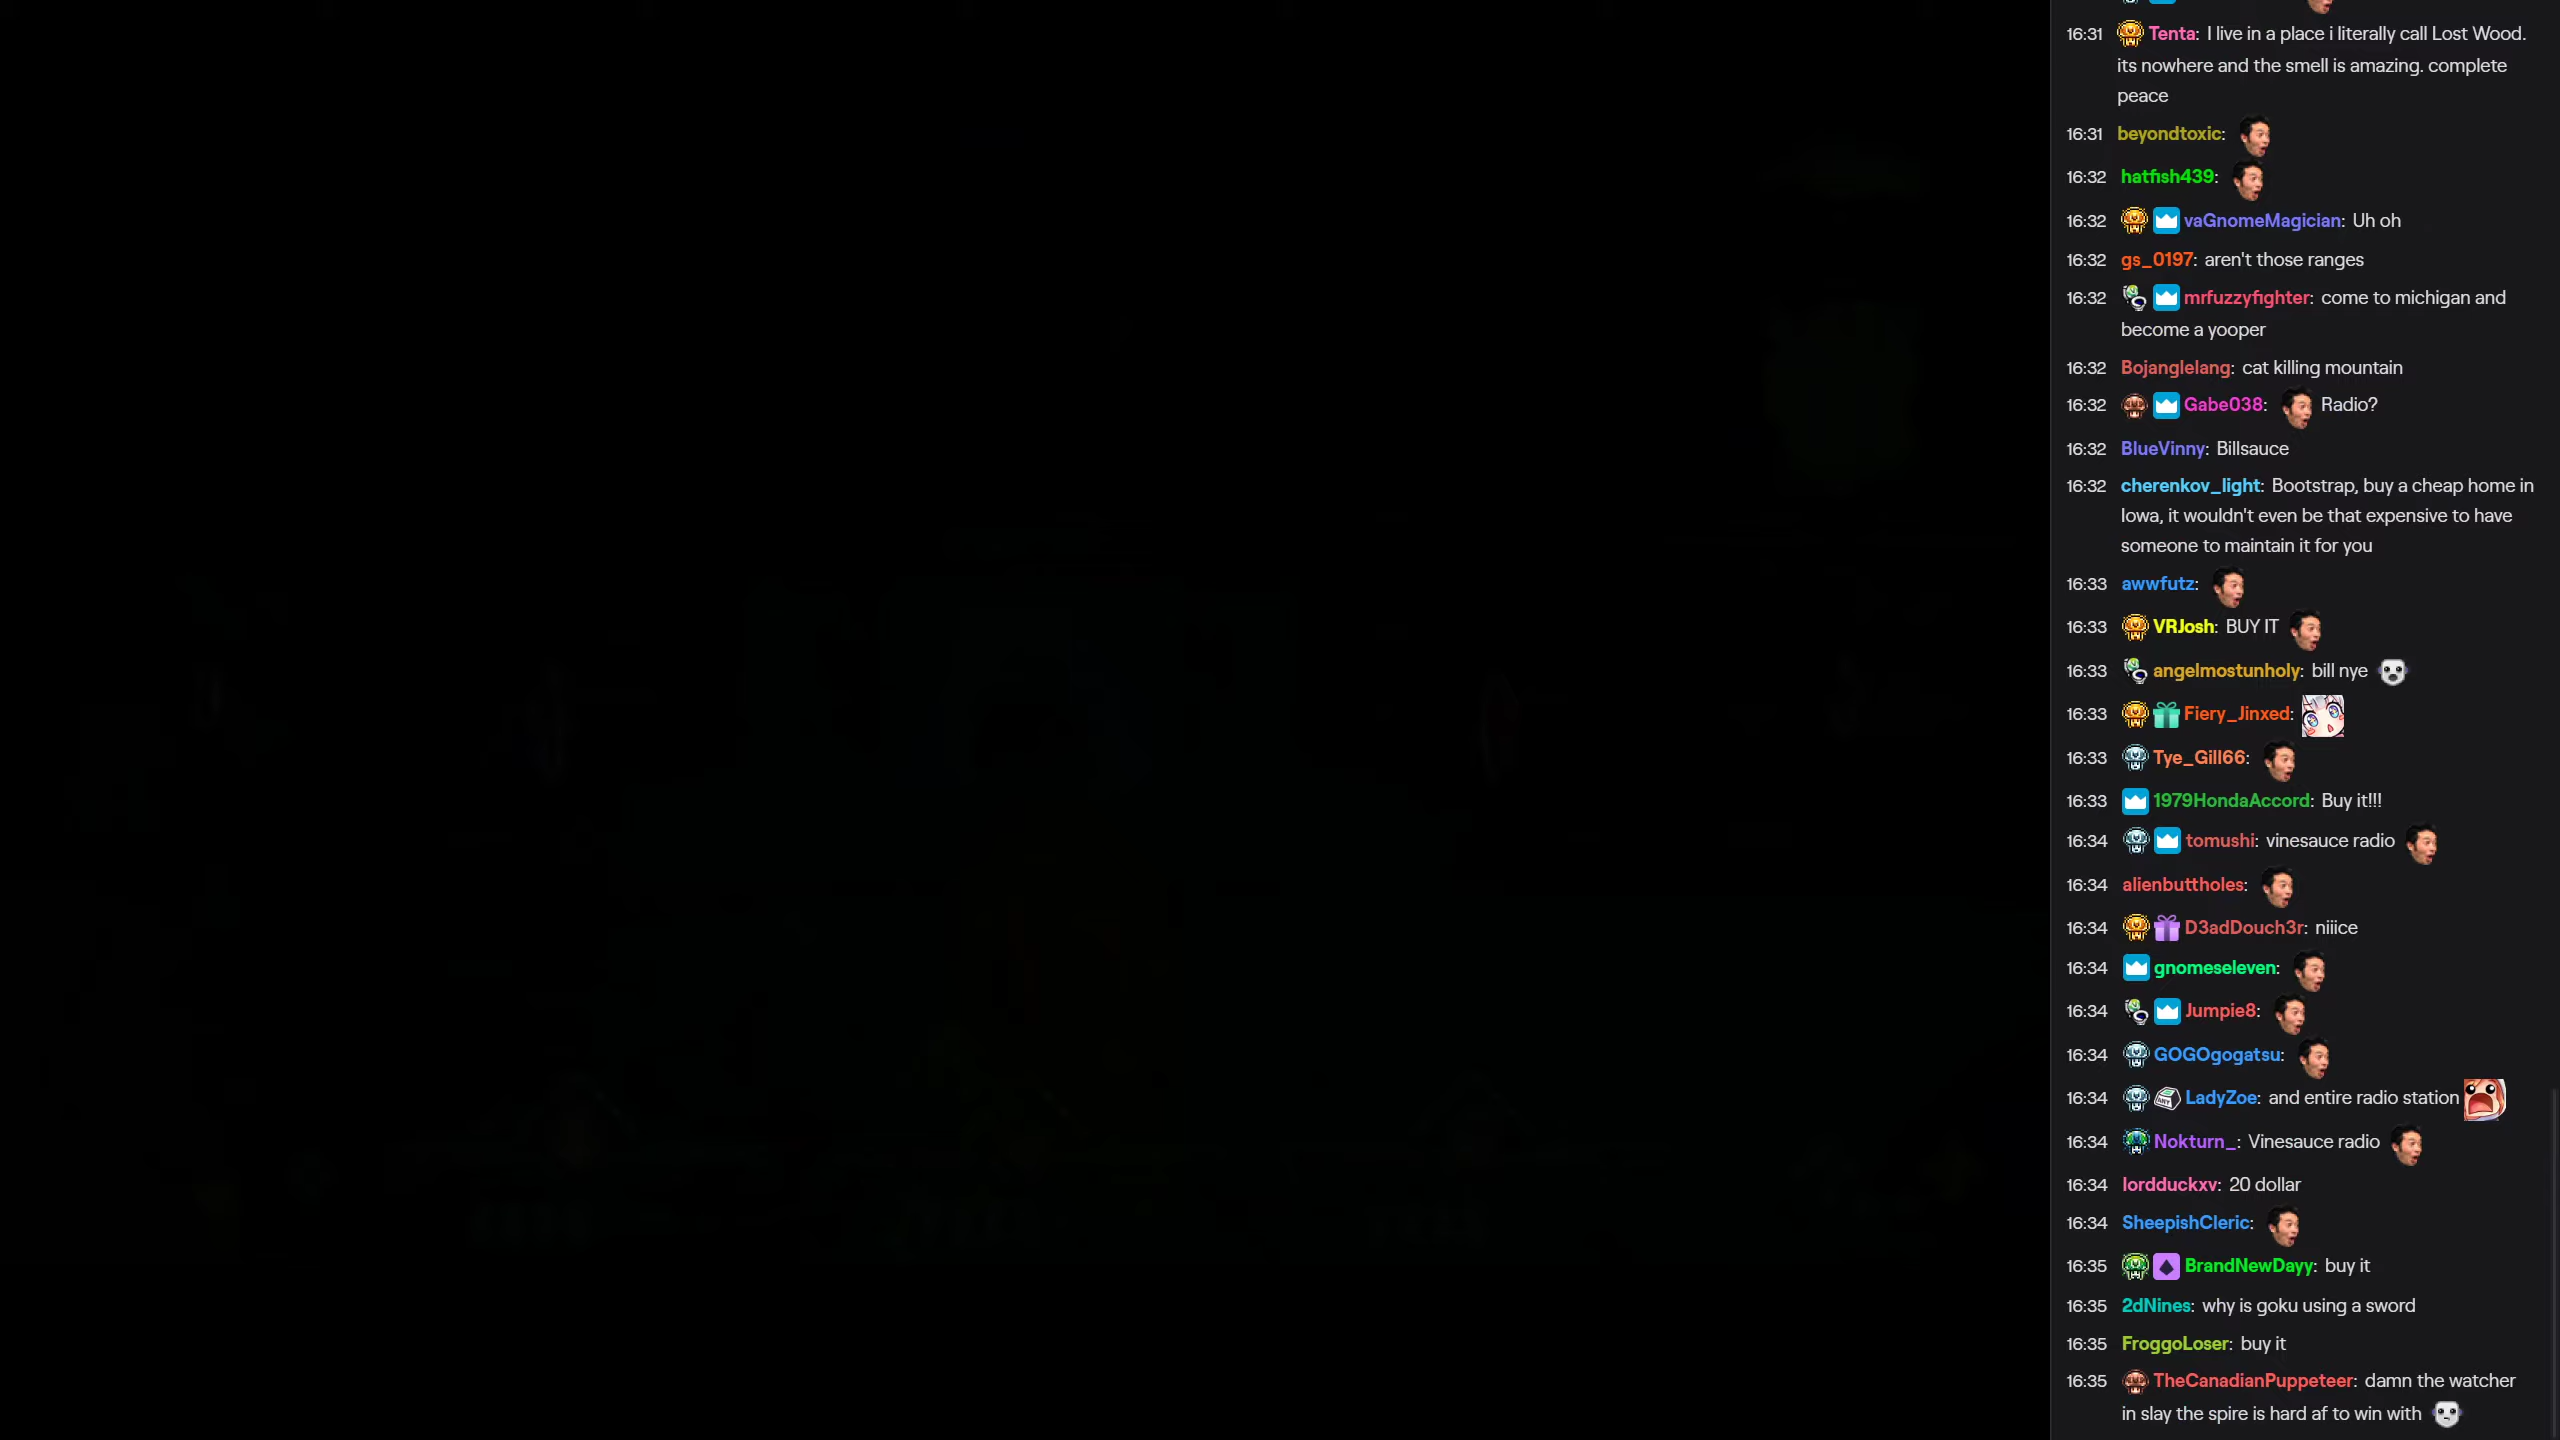 16:31 Tenta: I live in a place i literally call Lost Wood.
its nowhere and the smell is amazing. complete
peace
16:31 beyondtoxic:
16:32 hatfish439:
16:32 vaGnomeMagician: Uh oh
16:32 gs_0197: aren't those ranges
16:32 mrfuzzyfighter: come to michigan and
become a yooper
16:32 Bojanglelang: cat killing mountain
16:32 Gabe038: Radio?
16:32 BlueVinny: Billsauce
16:32 cherenkov_light: Bootstrap, buy a cheap home in
Iowa, it wouldn't even be that expensive to have
someone to maintain it for you
16:33 awwfutz:
16:33 VRJosh: BUY IT
16:33 angelmostunholy: bill nye
16:33 Fiery_Jinxed:
16:33 Tye_Gill66:
16:33 1979HondaAccord: Buy it!!!
16:34 tomushi: vinesauce radio
16:34 alienbuttholes:
16:34 D3adDouch3r: niiice
16:34 gnomeseleven:
16:34 Jumpie8:
16:34 GOGOgogatsu:
16:34 LadyZoe: and entire radio station
16:34 Nokturn_: Vinesauce radio
16:34 lordduckxv: 20 dollar
16:34 SheepishCleric:
16:35 BrandNewDayy: buy it
16:35 2dNines: why is goku using a sword
16:35 FroggoLoser: buy it
16:35 TheCanadianPuppeteer: damn the watcher
in slay the spire is hard af to win with